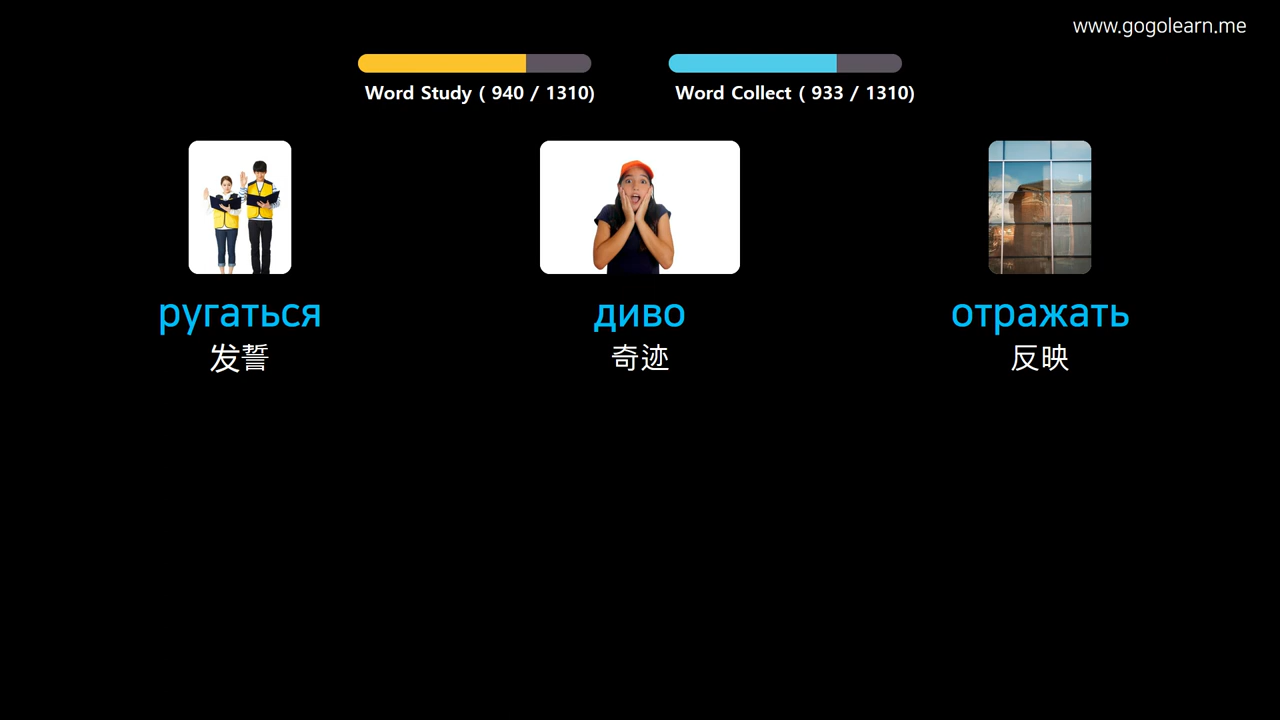 www.gogolearn.me
Word Study ( 940 / 1310)
Word Collect ( 933 / 1310)
ругаться
发誓
диво
奇迹
отражать
反映